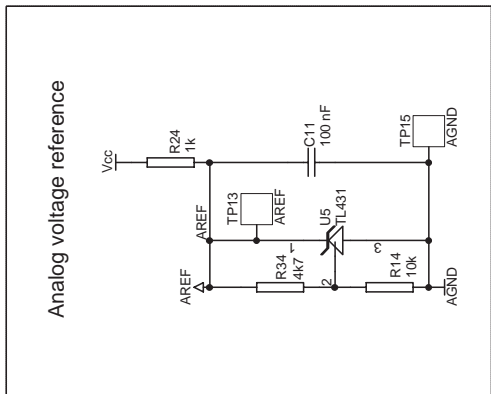 Analog voltage reference
Vcc
R24
1k
AREF
AREF
TP13
AREF
C11
100 nF
U5
TL431
1
2
3
R34
4k7
R14
10k
TP15
AGND
AGND